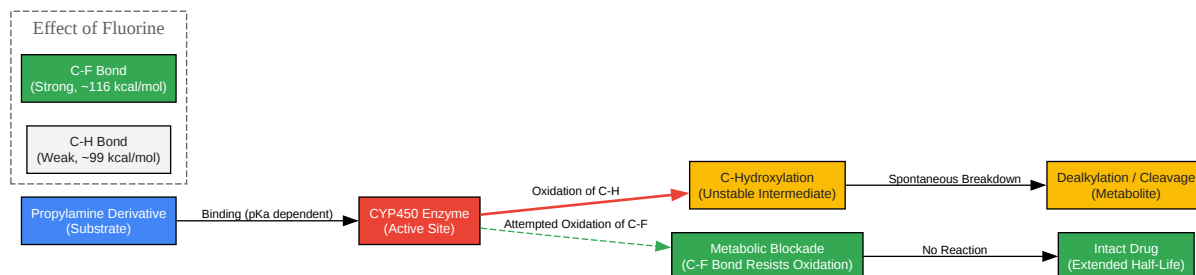 Effect of Fluorine
C-F Bond
(Strong, ~116 kcal/mol)
C-H Bond
(Weak, ~99 kcal/mol)
Propylamine Derivative
(Substrate)
Binding (pKa dependent)
CYP450 Enzyme
(Active Site)
Oxidation of C-H
Attempted Oxidation of C-F
C-Hydroxylation
(Unstable Intermediate)
Spontaneous Breakdown
Dealkylation / Cleavage
(Metabolite)
Metabolic Blockade
(C-F Bond Resists Oxidation)
No Reaction
Intact Drug
(Extended Half-Life)